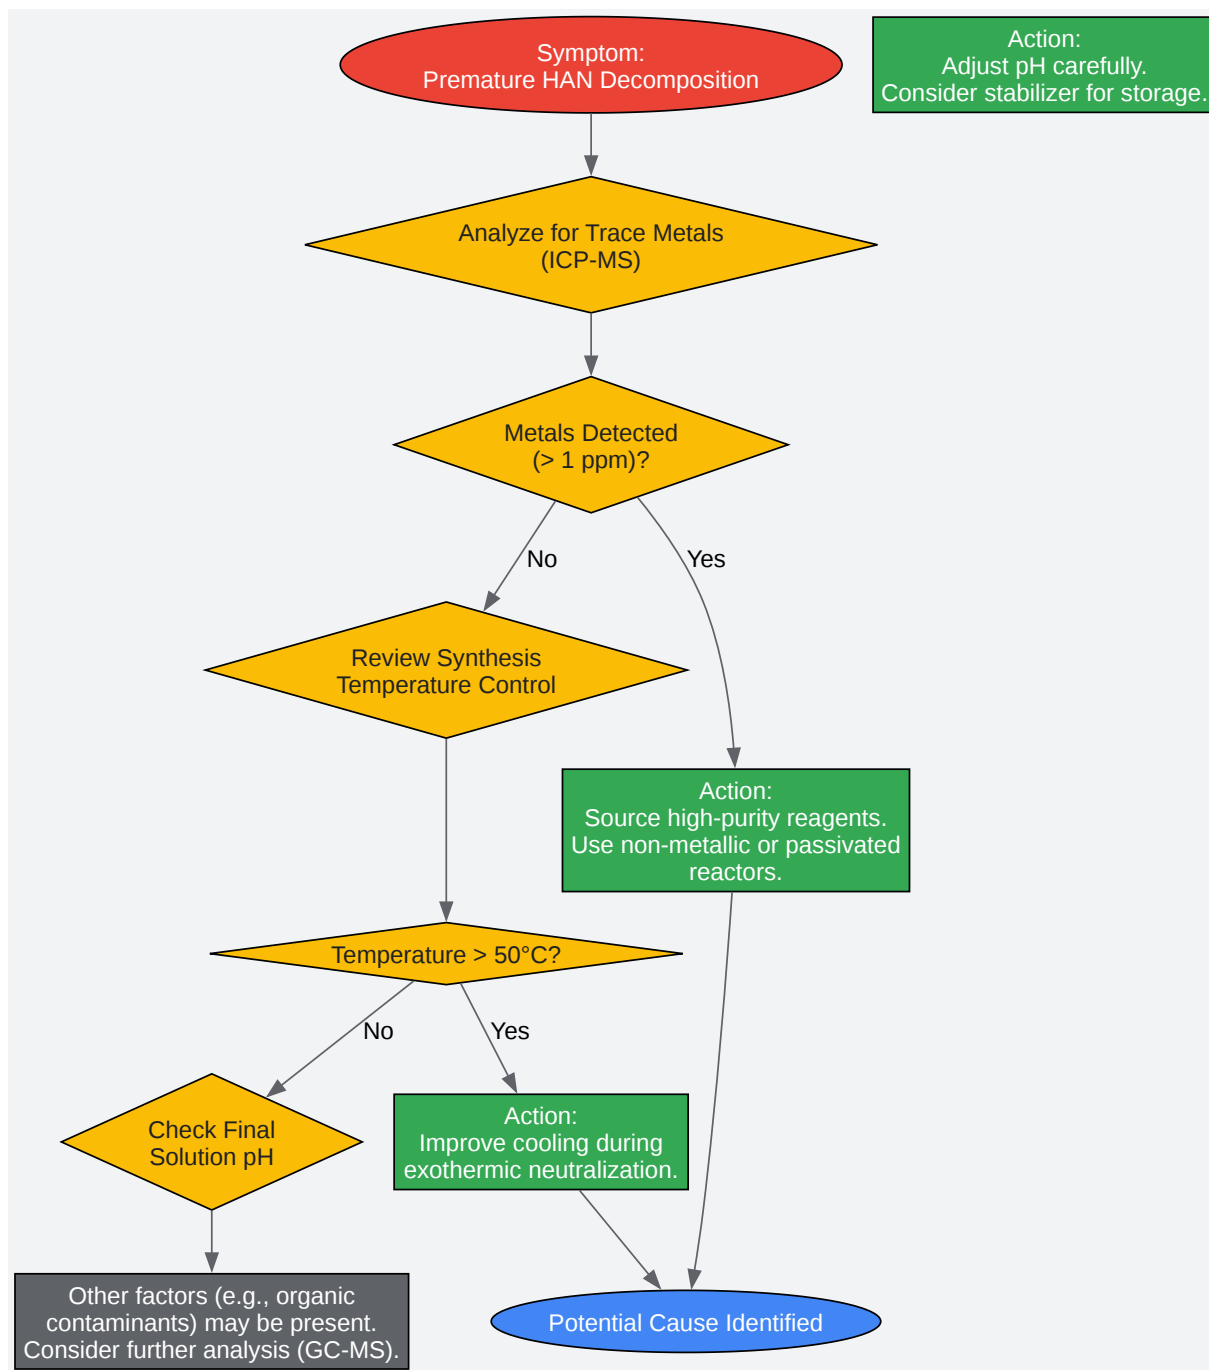 Symptom:
Premature HAN Decomposition
Action:
Adjust pH carefully.
Consider stabilizer for storage.
Analyze for Trace Metals
(ICP-MS)
Metals Detected
(> 1 ppm)?
No
Yes
Review Synthesis
Temperature Control
Action:
Source high-purity reagents.
Use non-metallic or passivated
reactors.
Temperature > 50°C?
No
Yes
Check Final
Solution pH
Action:
Improve cooling during
exothermic neutralization.
Other factors (e.g., organic
contaminants) may be present.
Consider further analysis (GC-MS).
Potential Cause Identified